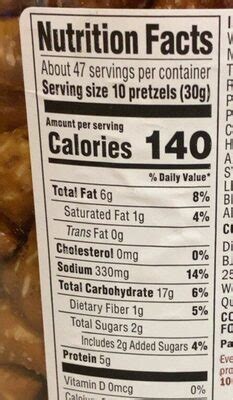 Nutrition Facts
About 47 servings per container
Serving size 10 pretzels (30g)
Amount per serving
Calories 140
% Daily Value*
Total Fat 6g 8%
Saturated Fat 1g 4%
Trans Fat 0g
Cholesterol 0mg 0%
Sodium 330mg 14%
Total Carbohydrate 17g 6%
Dietary Fiber 1g 5%
Total Sugars 2g
Includes 2g Added Sugars 4%
Protein 5g
Vitamin D 0mcg 0%